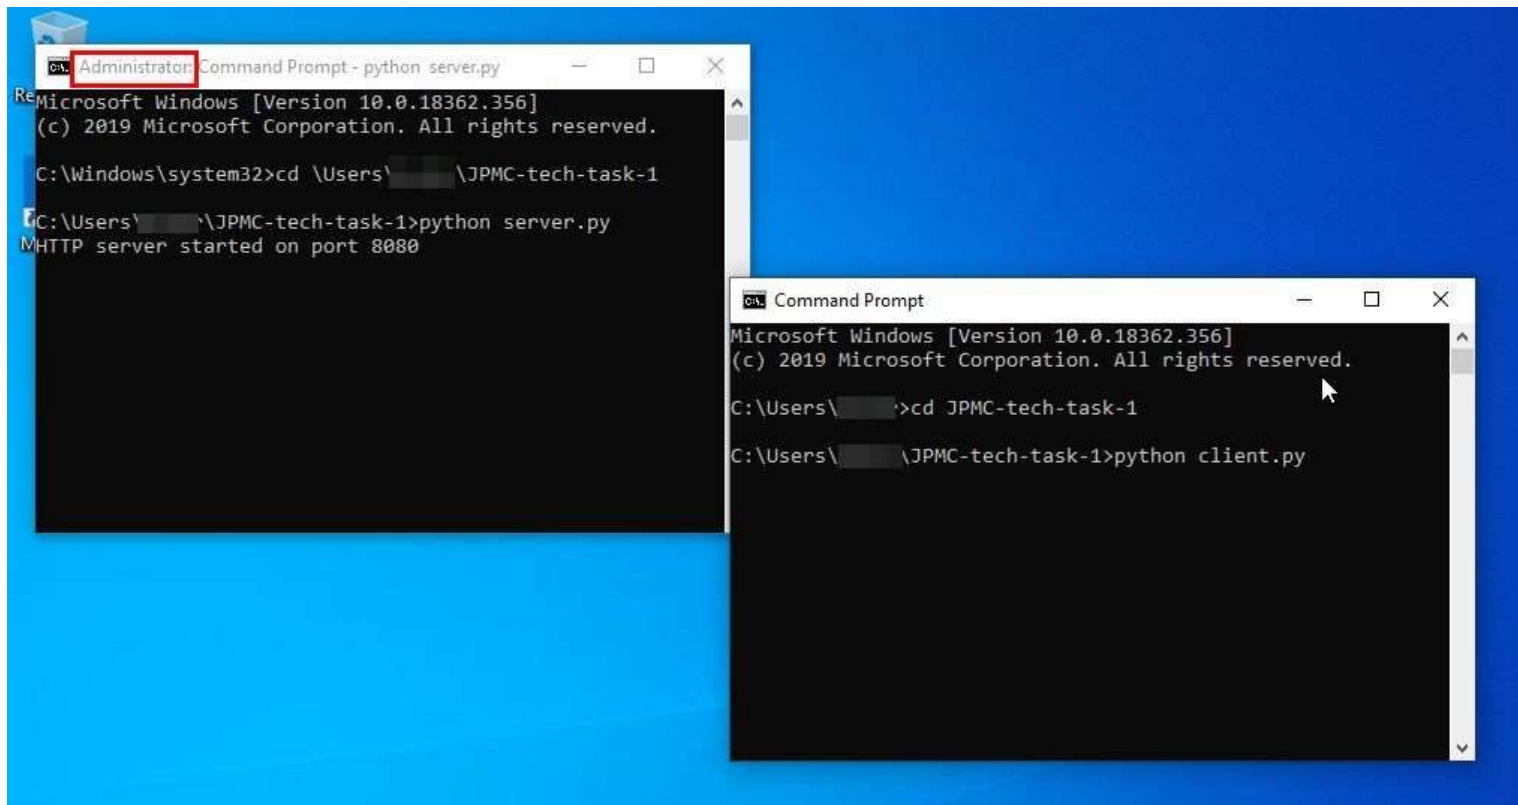 Administrator: Command Prompt - python server.py
Re
Microsoft Windows [Version 10.0.18362.356]
(c) 2019 Microsoft Corporation. All rights reserved.
C:\Windows\system32>cd \Users\ \JPMC-tech-task-1
C:\Users\ \JPMC-tech-task-1>python server.py
M
HTTP server started on port 8080
Command Prompt
Microsoft Windows [Version 10.0.18362.356]
(c) 2019 Microsoft Corporation. All rights reserved.
C:\Users\ >cd JPMC-tech-task-1
C:\Users\ \JPMC-tech-task-1>python client.py